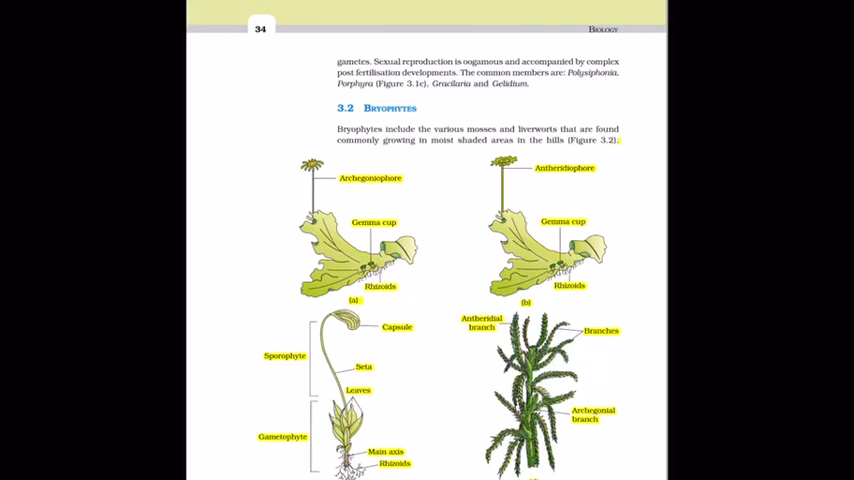 34
BIOLOGY
gametes. Sexual reproduction is oogamous and accompanied by complex
post fertilisation developments. The common members are: Polysiphonia,
Porphyra (Figure 3.1c), Gracilaria and Gelidium.
3.2 BRYOPHYTES
Bryophytes include the various mosses and liverworts that are found
commonly growing in moist shaded areas in the hills (Figure 3.2).
Archegoniophore
Antheridiophore
Gemma cup
Gemma cup
Rhizoids
Rhizoids
(a)
(b)
Capsule
Sporophyte
Seta
Leaves
Gametophyte
Main axis
Rhizoids
Antheridial
branch
Branches
Archegonial
branch